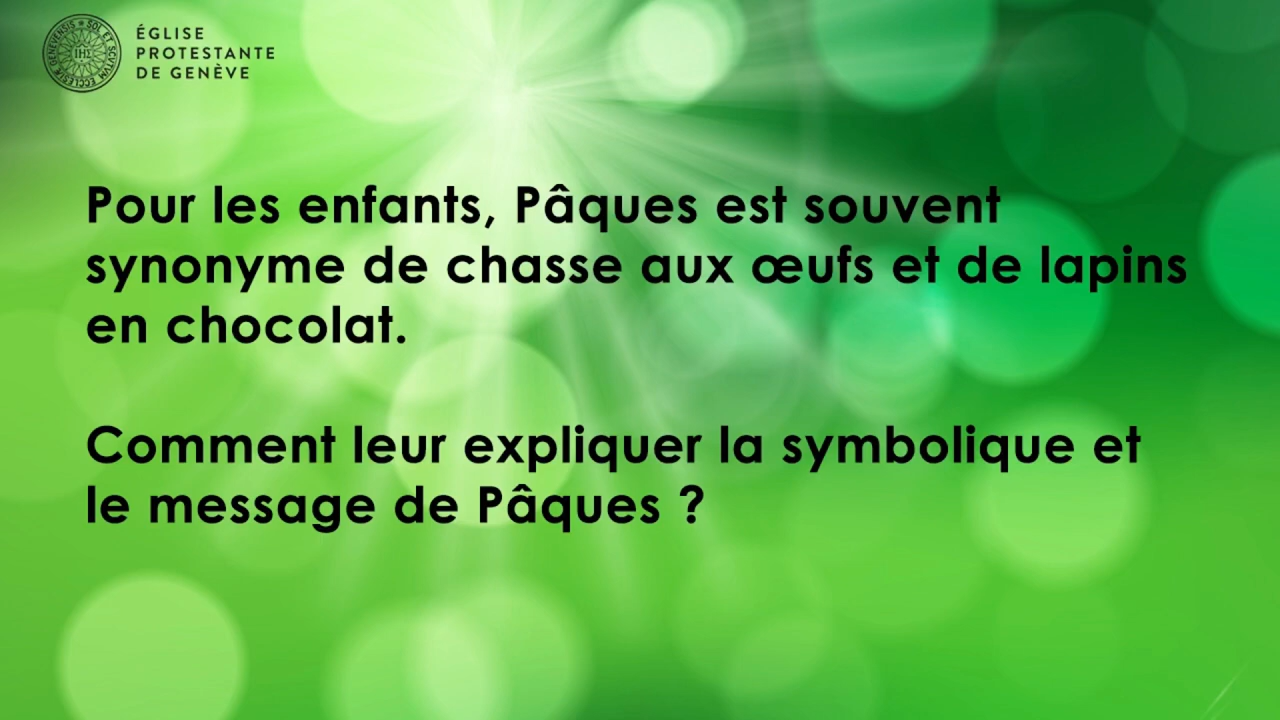 ÉGLISE
PROTESTANTE
DE GENÈVE
Pour les enfants, Pâques est souvent
synonyme de chasse aux œufs et de lapins
en chocolat.
Comment leur expliquer la symbolique et
le message de Pâques ?